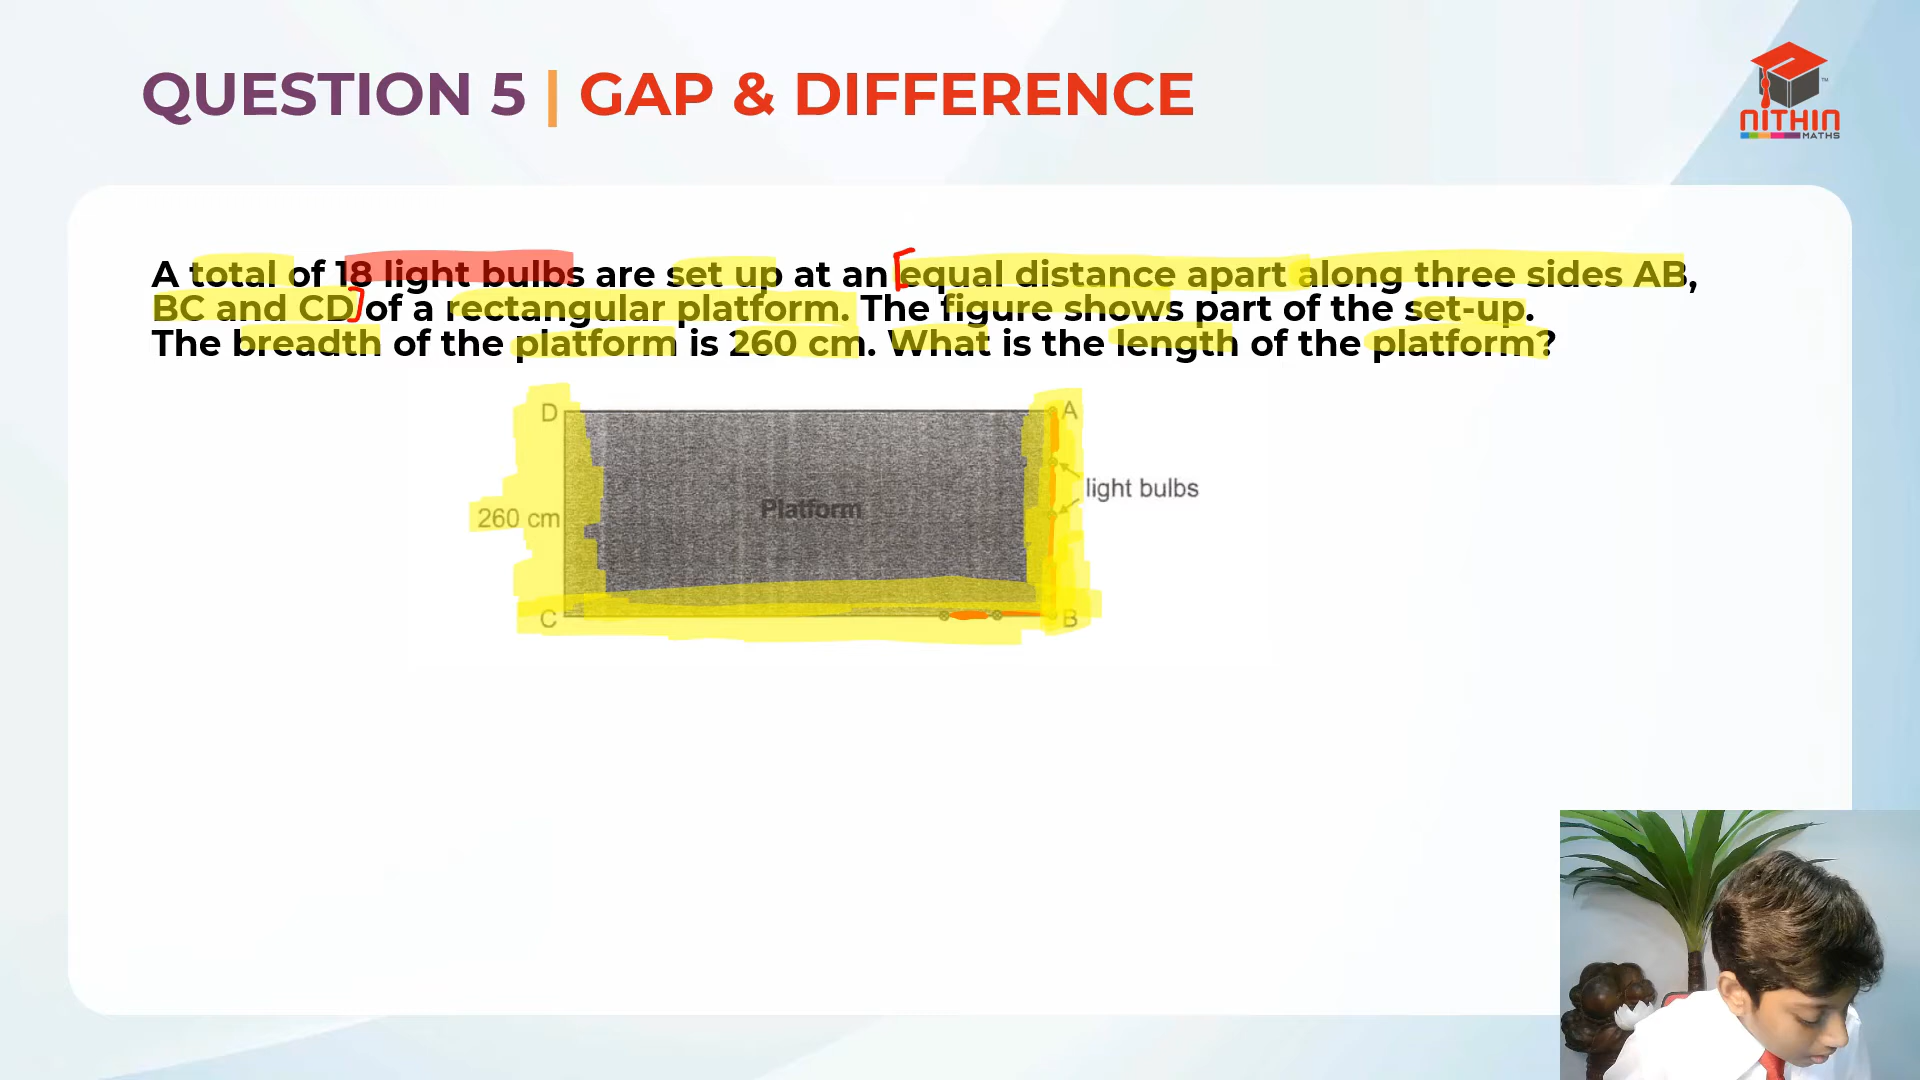 QUESTION 5 | GAP & DIFFERENCE
NITHIN
MATHS
TM
A total of 18 light bulbs are set up at an equal distance apart along three sides AB,
BC and CD of a rectangular platform. The figure shows part of the set-up.
The breadth of the platform is 260 cm. What is the length of the platform?
D
A
light bulbs
Platform
260 cm
C
B